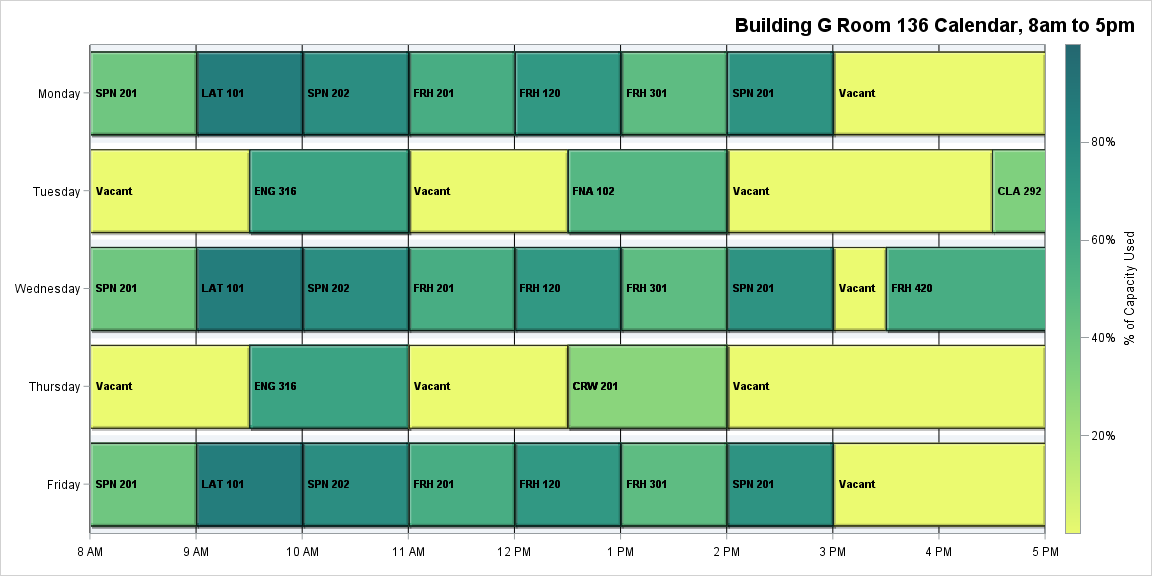 Building G Room 136 Calendar, 8am to 5pm
Monday SPN 201 LAT 101 SPN 202 FRH 201 FRH 120 FRH 301 SPN 201 Vacant
80%
Tuesday Vacant ENG 316 Vacant FNA 102 Vacant CLA 292
60%
Wednesday SPN 201 LAT 101 SPN 202 FRH 201 FRH 120 FRH 301 SPN 201 Vacant FRH 420
% of Capacity Used
40%
Thursday Vacant ENG 316 Vacant CRW 201 Vacant
20%
Friday SPN 201 LAT 101 SPN 202 FRH 201 FRH 120 FRH 301 SPN 201 Vacant
8 AM 9 AM 10 AM 11 AM 12 PM 1 PM 2 PM 3 PM 4 PM 5 PM